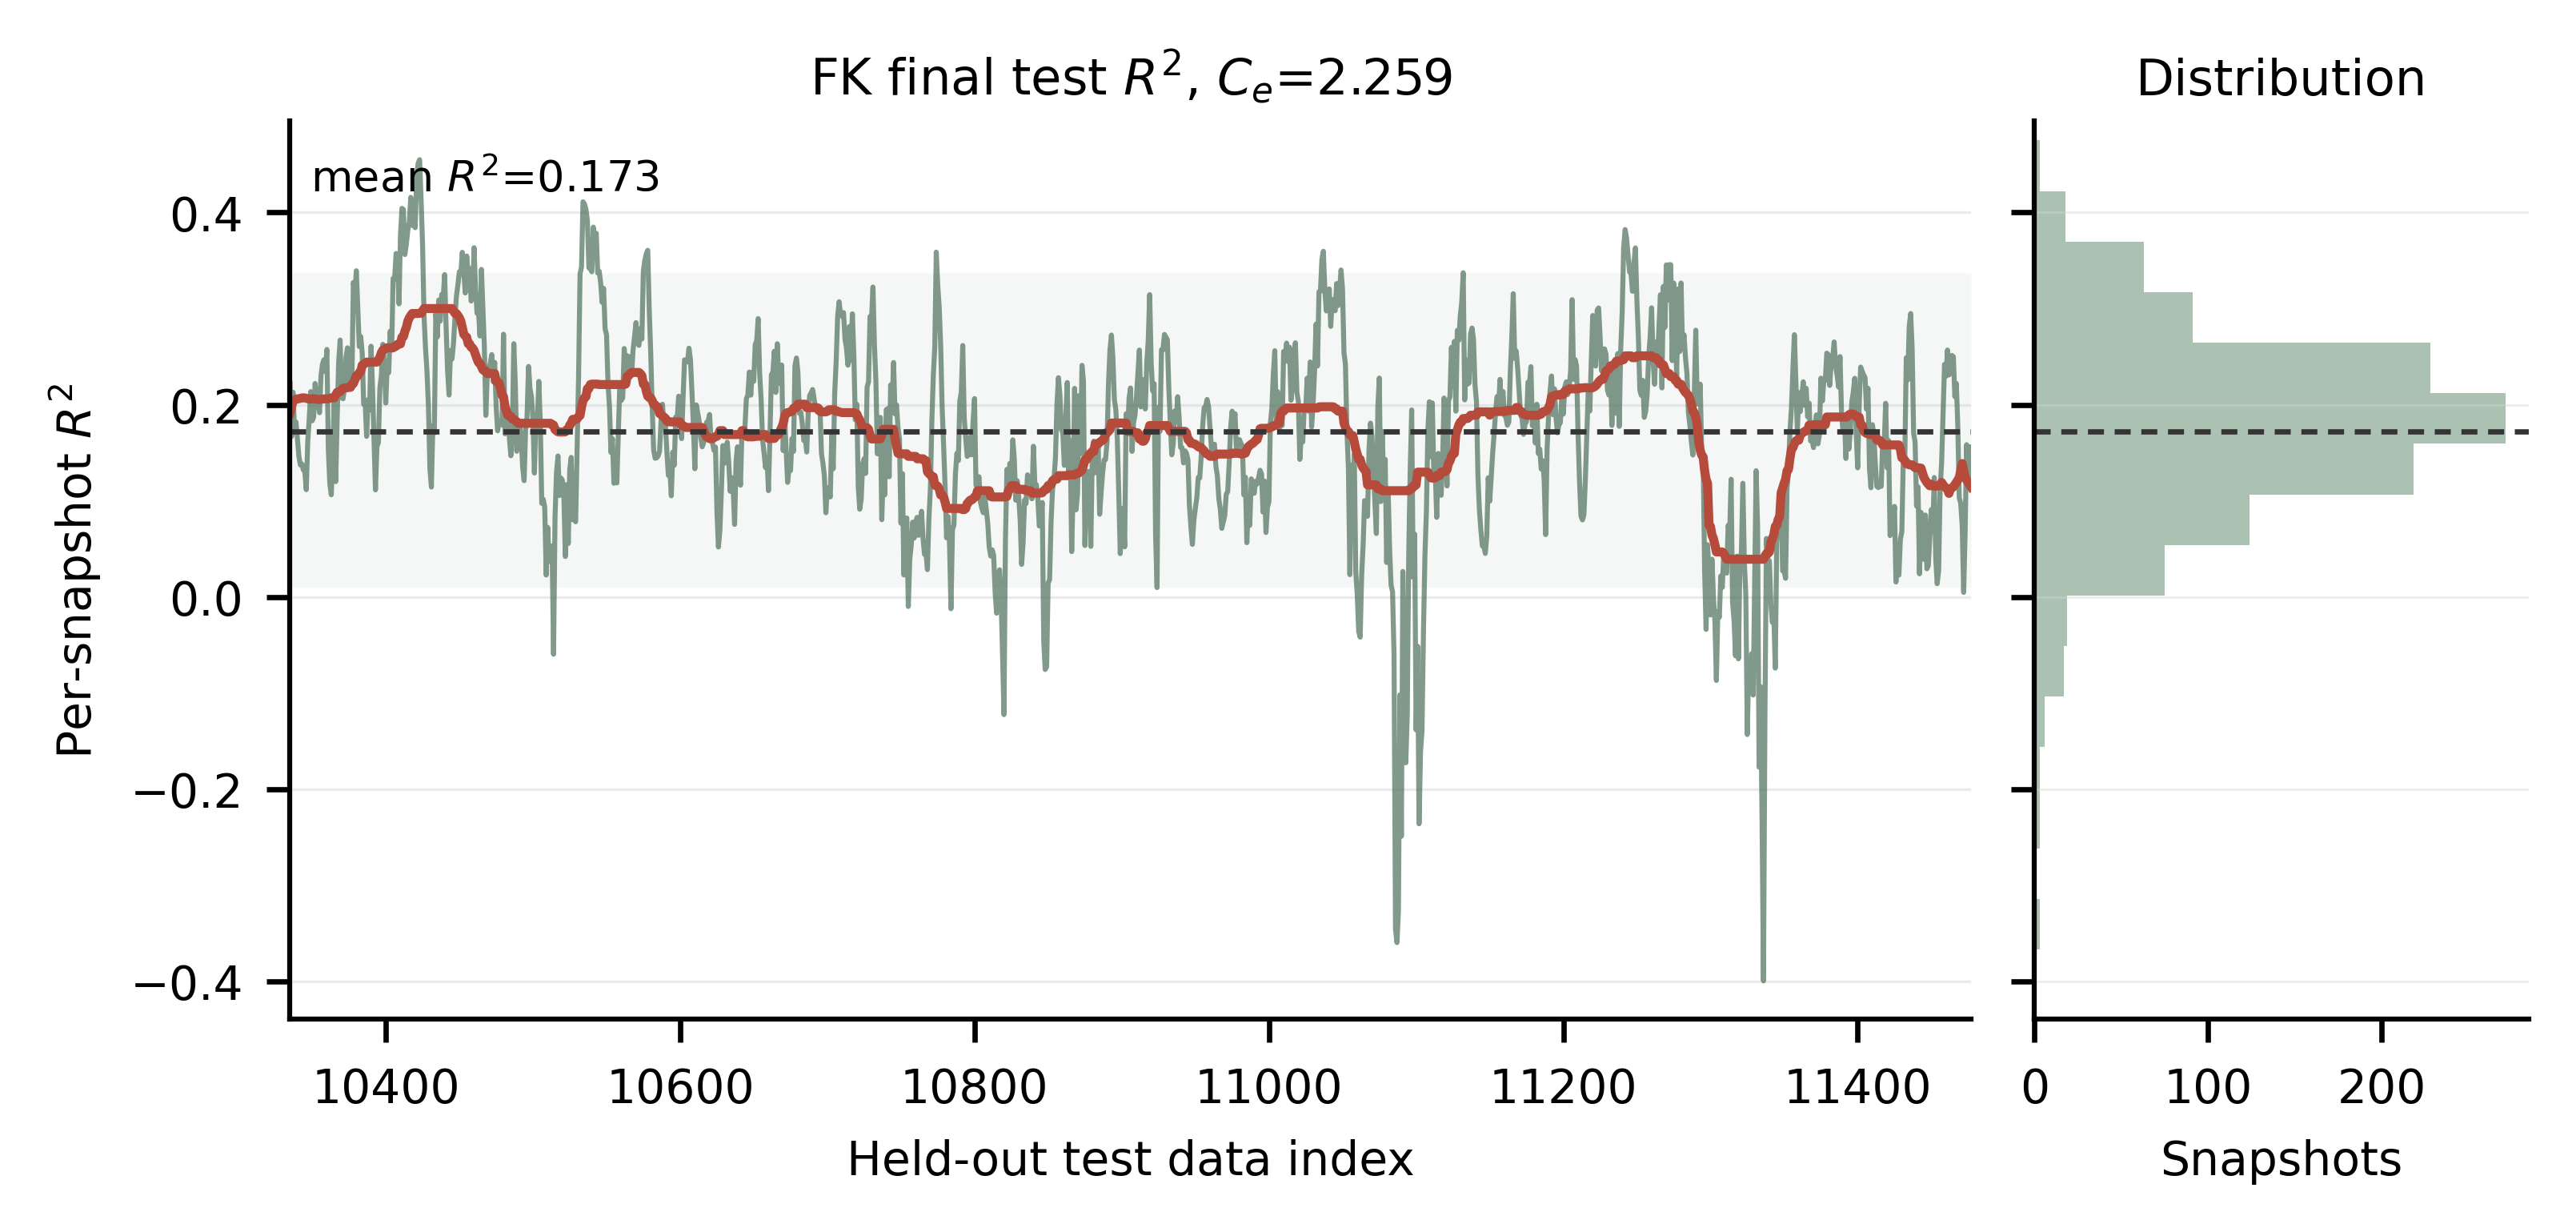 FK final test R², Cₑ=2.259
Distribution
mean R²=0.173
Per-snapshot R²
0.4
0.2
0.0
−0.2
−0.4
10400 10600 10800 11000 11200 11400
0 100 200
Held-out test data index
Snapshots